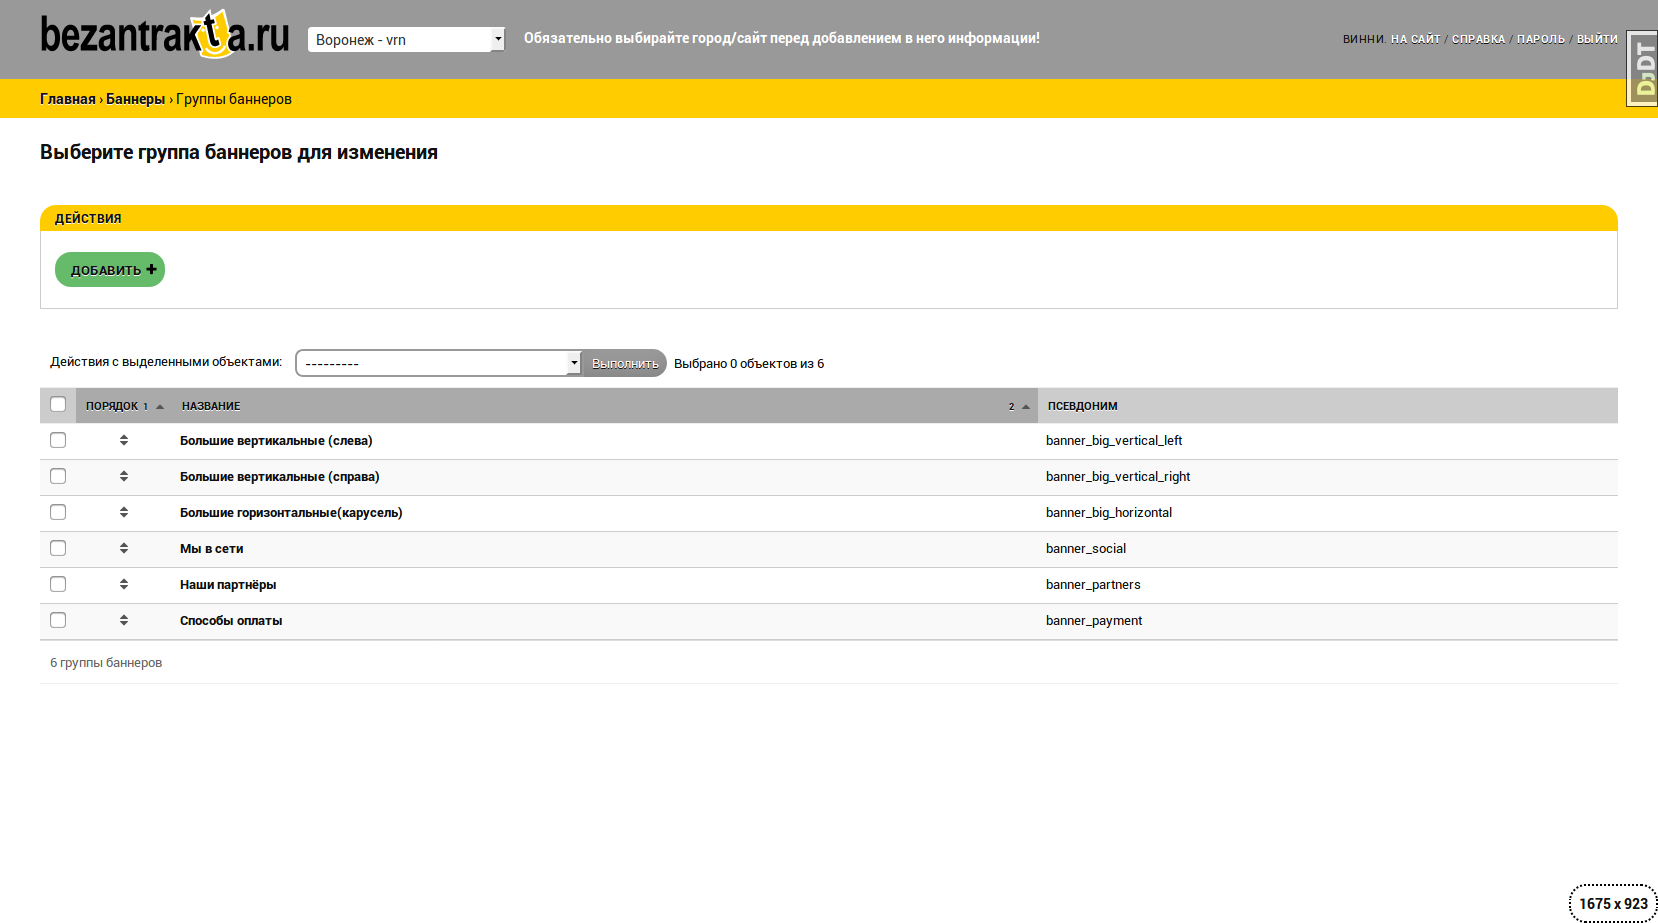 bezantrakta.ru
Воронеж - vrn
Обязательно выбирайте город/сайт перед добавлением в него информации!
ВИННИ. НА САЙТ / СПРАВКА / ПАРОЛЬ / ВЫЙТИ
DjDT
Главная › Баннеры › Группы баннеров
Выберите группа баннеров для изменения
ДЕЙСТВИЯ
ДОБАВИТЬ +
Действия с выделенными объектами: --------- Выполнить Выбрано 0 объектов из 6
ПОРЯДОК 1 НАЗВАНИЕ 2 ПСЕВДОНИМ
Большие вертикальные (слева) banner_big_vertical_left
Большие вертикальные (справа) banner_big_vertical_right
Большие горизонтальные(карусель) banner_big_horizontal
Мы в сети banner_social
Наши партнёры banner_partners
Способы оплаты banner_payment
6 группы баннеров
1675 x 923